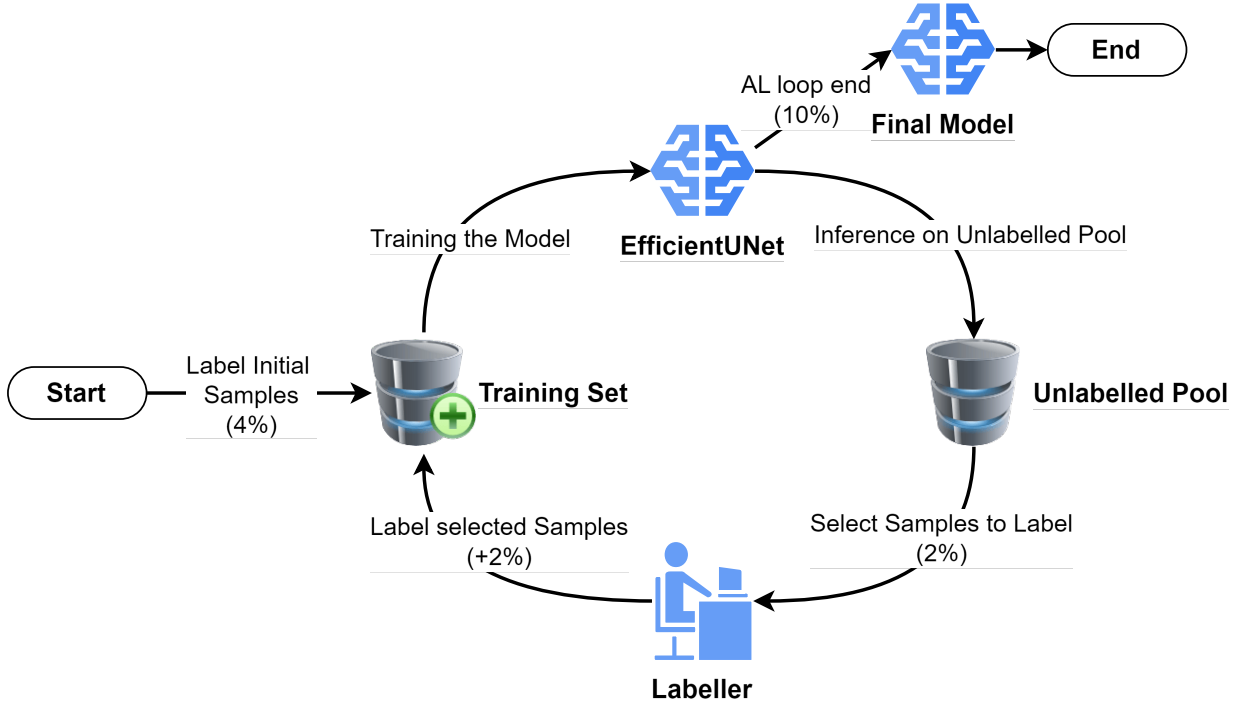 AL loop end
(10%)
End
Final Model
Training the Model
EfficientUNet
Inference on Unlabelled Pool
Start
Label Initial
Samples
(4%)
Training Set
Unlabelled Pool
Label selected Samples
(+2%)
Select Samples to Label
(2%)
Labeller